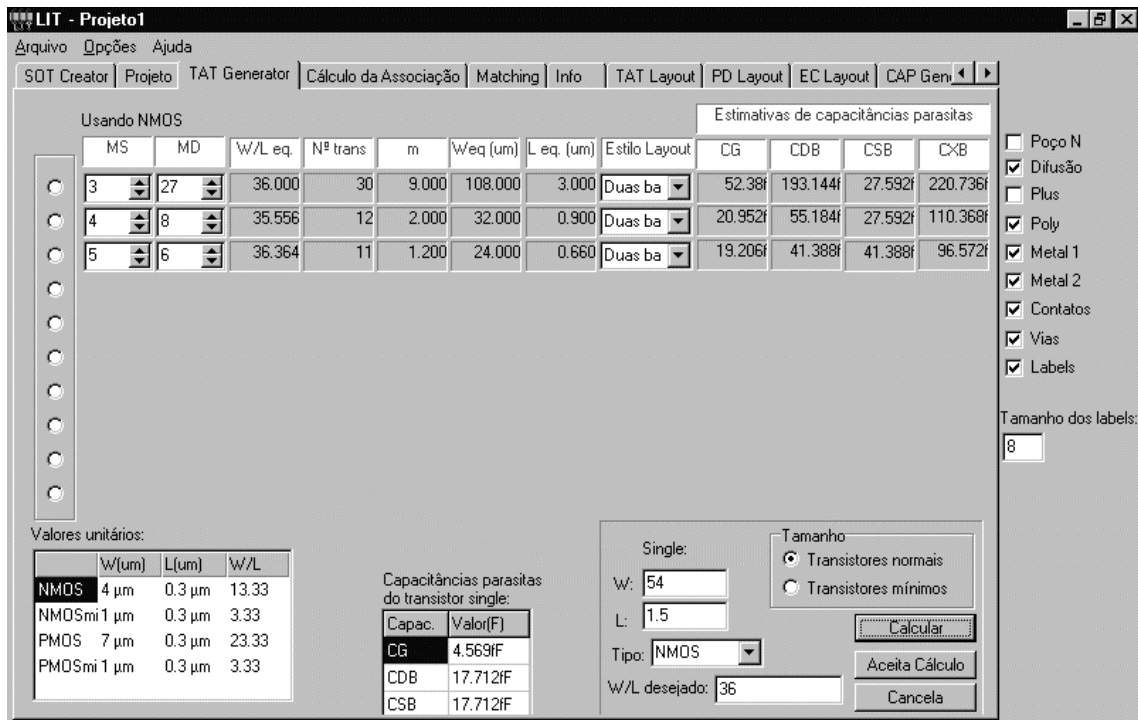 LIT - Projeto1
Arquivo Opções Ajuda
SOT Creator Projeto TAT Generator Cálculo da Associação Matching Info TAT Layout PD Layout EC Layout CAP Gene
Usando NMOS
Estimativas de capacitâncias parasitas
MS MD W/L eq. Nº trans m Weq (um) L eq. (um) Estilo Layout CG CDB CSB CXB
3 27 36.000 30 9.000 108.000 3.000 Duas ba 52.38f 193.144f 27.592f 220.736f
4 8 35.556 12 2.000 32.000 0.900 Duas ba 20.952f 55.184f 27.592f 110.368f
5 6 36.364 11 1.200 24.000 0.660 Duas ba 19.206f 41.388f 41.388f 96.572f
Poço N
Difusão
Plus
Poly
Metal 1
Metal 2
Contatos
Vias
Labels
Tamanho dos labels:
8
Valores unitários:
W(um) L(um) W/L
NMOS 4 µm 0.3 µm 13.33
NMOSmi 1 µm 0.3 µm 3.33
PMOS 7 µm 0.3 µm 23.33
PMOSmi 1 µm 0.3 µm 3.33
Capacitâncias parasitas
do transistor single:
Capac. Valor(F)
CG 4.569fF
CDB 17.712fF
CSB 17.712fF
Single:
W: 54
L: 1.5
Tipo: NMOS
W/L desejado: 36
Tamanho
Transistores normais
Transistores mínimos
Calcular
Aceita Cálculo
Cancela